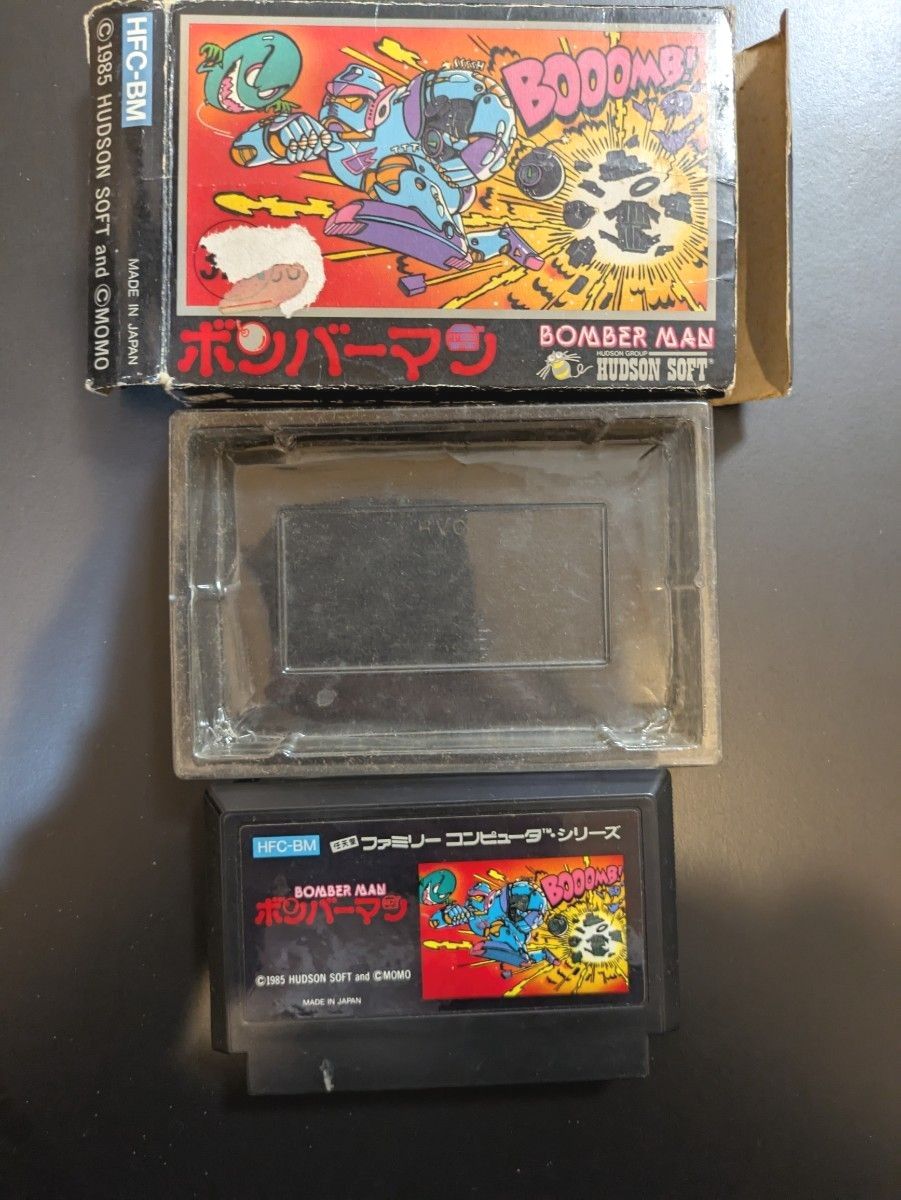 HFC-BM
©1985 HUDSON SOFT and ©MOMO
MADE IN JAPAN
BOOOMB!
ボンバーマン
BOMBER MAN
HUDSON GROUP
HUDSON SOFT®
HVC
HFC-BM
任天堂 ファミリー コンピュータ™・シリーズ
BOMBER MAN
ボンバーマン
BOOOMB!
©1985 HUDSON SOFT and ©MOMO
MADE IN JAPAN